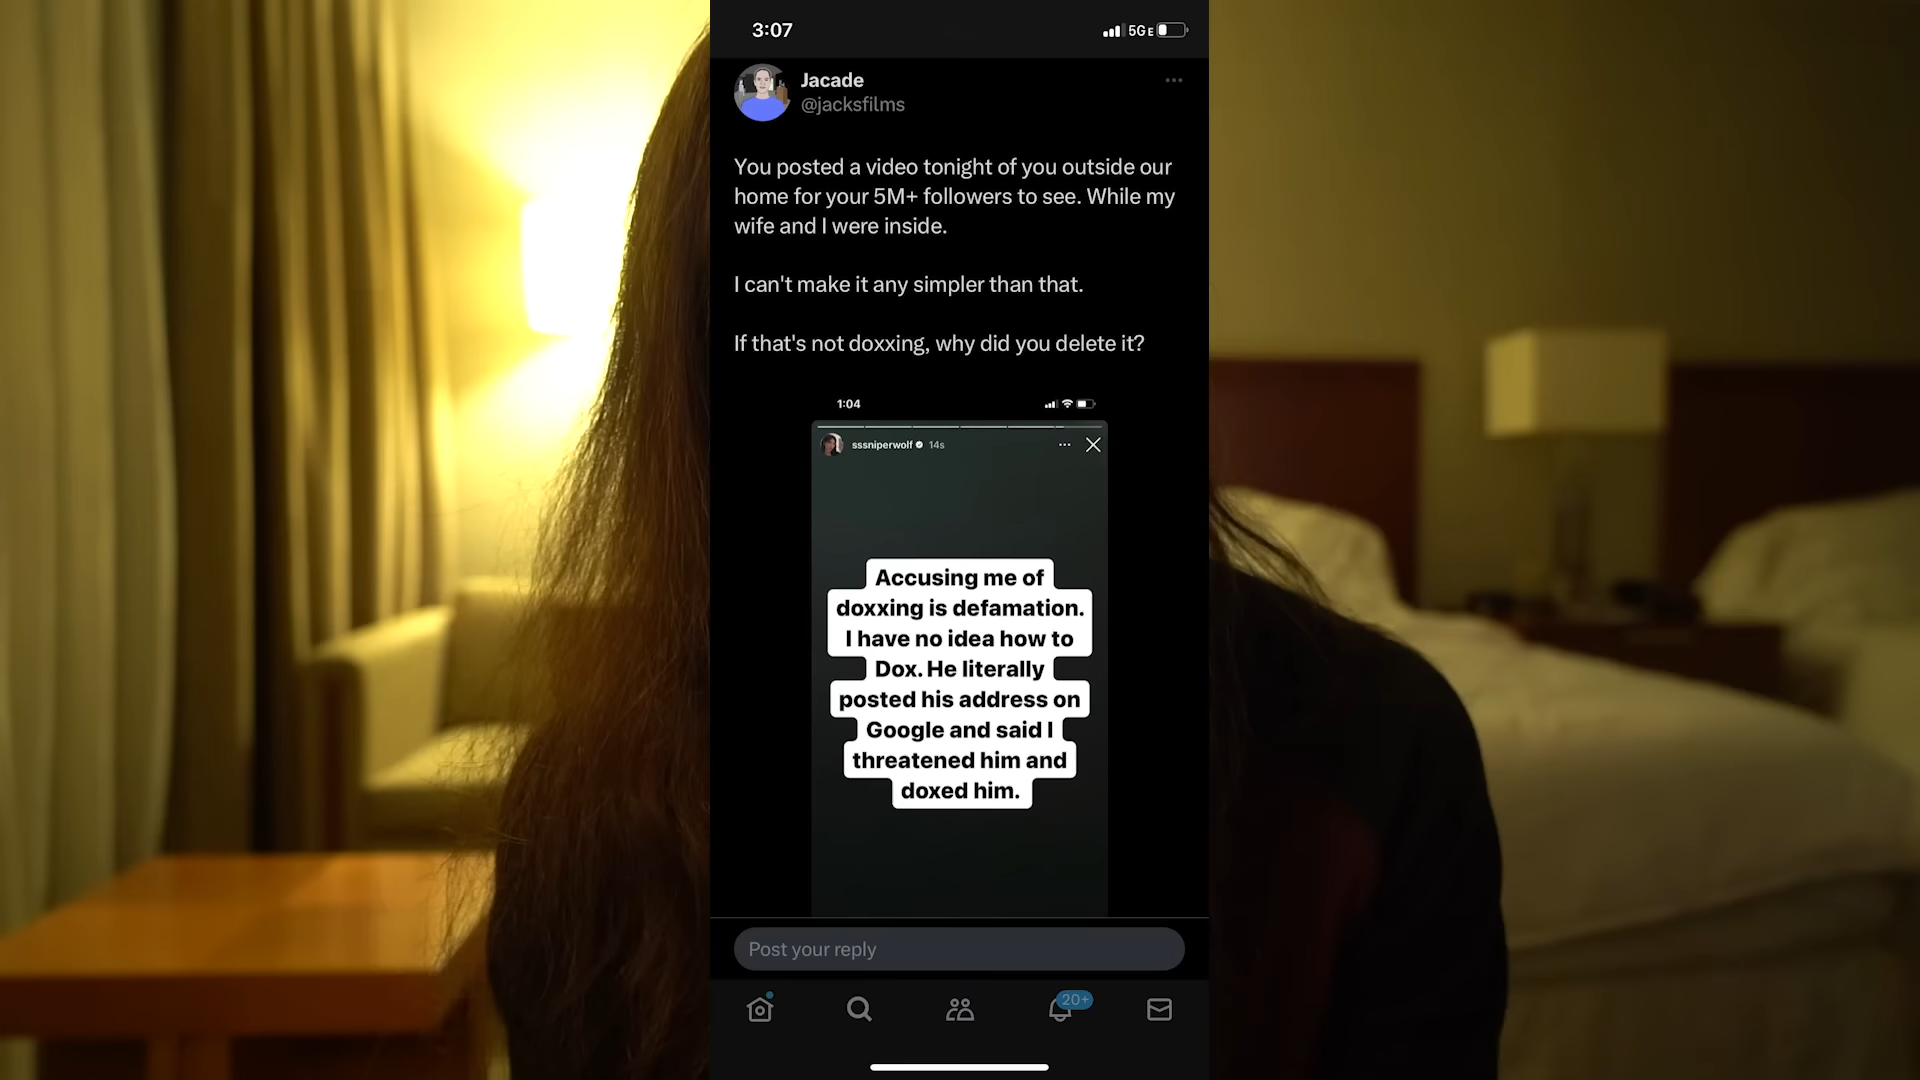 3:07
5GE
Jacade
@jacksfilms
You posted a video tonight of you outside our
home for your 5M+ followers to see. While my
wife and I were inside.
I can't make it any simpler than that.
If that's not doxxing, why did you delete it?
1:04
sssniperwolf 14s
Accusing me of
doxxing is defamation.
I have no idea how to
Dox. He literally
posted his address on
Google and said I
threatened him and
doxed him.
Post your reply
20+